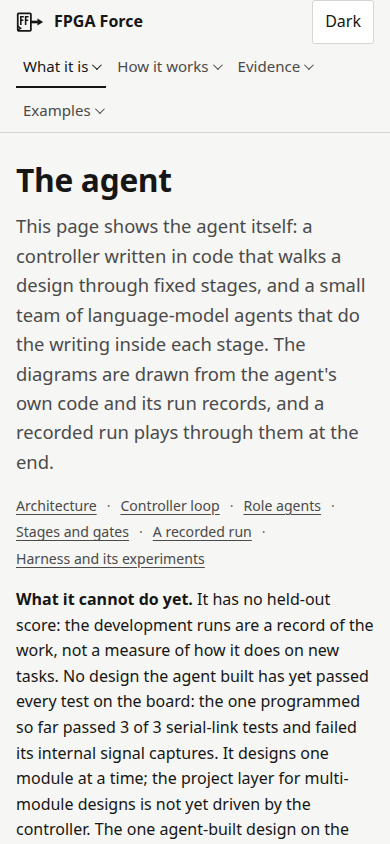 FPGA Force
Dark
What it is
How it works
Evidence
Examples
The agent
This page shows the agent itself: a
controller written in code that walks a
design through fixed stages, and a small
team of language-model agents that do
the writing inside each stage. The
diagrams are drawn from the agent's
own code and its run records, and a
recorded run plays through them at the
end.
Architecture · Controller loop · Role agents ·
Stages and gates · A recorded run ·
Harness and its experiments
What it cannot do yet. It has no held-out
score: the development runs are a record of the
work, not a measure of how it does on new
tasks. No design the agent built has yet passed
every test on the board: the one programmed
so far passed 3 of 3 serial-link tests and failed
its internal signal captures. It designs one
module at a time; the project layer for multi-
module designs is not yet driven by the
controller. The one agent-built design on the